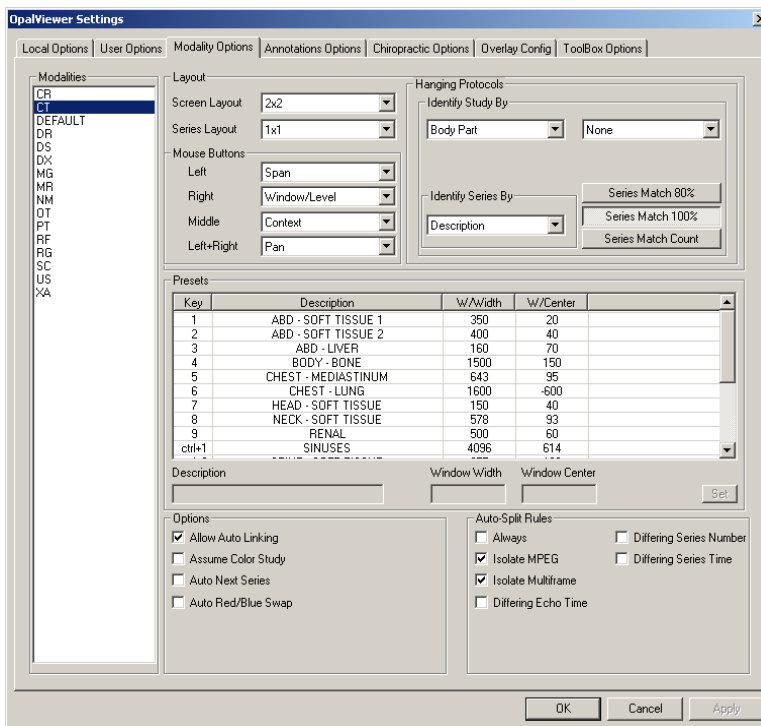 OpalViewer Settings
Local Options User Options Modality Options Annotations Options Chiropractic Options Overlay Config ToolBox Options
Modalities
CR
CT
DEFAULT
DR
DS
DX
MG
MR
NM
OT
PT
RF
RG
SC
US
XA
Layout
Screen Layout 2x2
Series Layout 1x1
Mouse Buttons
Left Span
Right Window/Level
Middle Context
Left+Right Pan
Hanging Protocols
Identify Study By
Body Part None
Identify Series By
Description
Series Match 80%
Series Match 100%
Series Match Count
Presets
Key Description W/Width W/Center
1 ABD - SOFT TISSUE 1 350 20
2 ABD - SOFT TISSUE 2 400 40
3 ABD - LIVER 160 70
4 BODY - BONE 1500 150
5 CHEST - MEDIASTINUM 643 95
6 CHEST - LUNG 1600 -600
7 HEAD - SOFT TISSUE 150 40
8 NECK - SOFT TISSUE 578 93
9 RENAL 500 60
ctrl+1 SINUSES 4096 614
Description Window Width Window Center
Set
Options
Allow Auto Linking
Assume Color Study
Auto Next Series
Auto Red/Blue Swap
Auto-Split Rules
Always Differing Series Number
Isolate MPEG Differing Series Time
Isolate Multiframe
Differing Echo Time
OK Cancel Apply